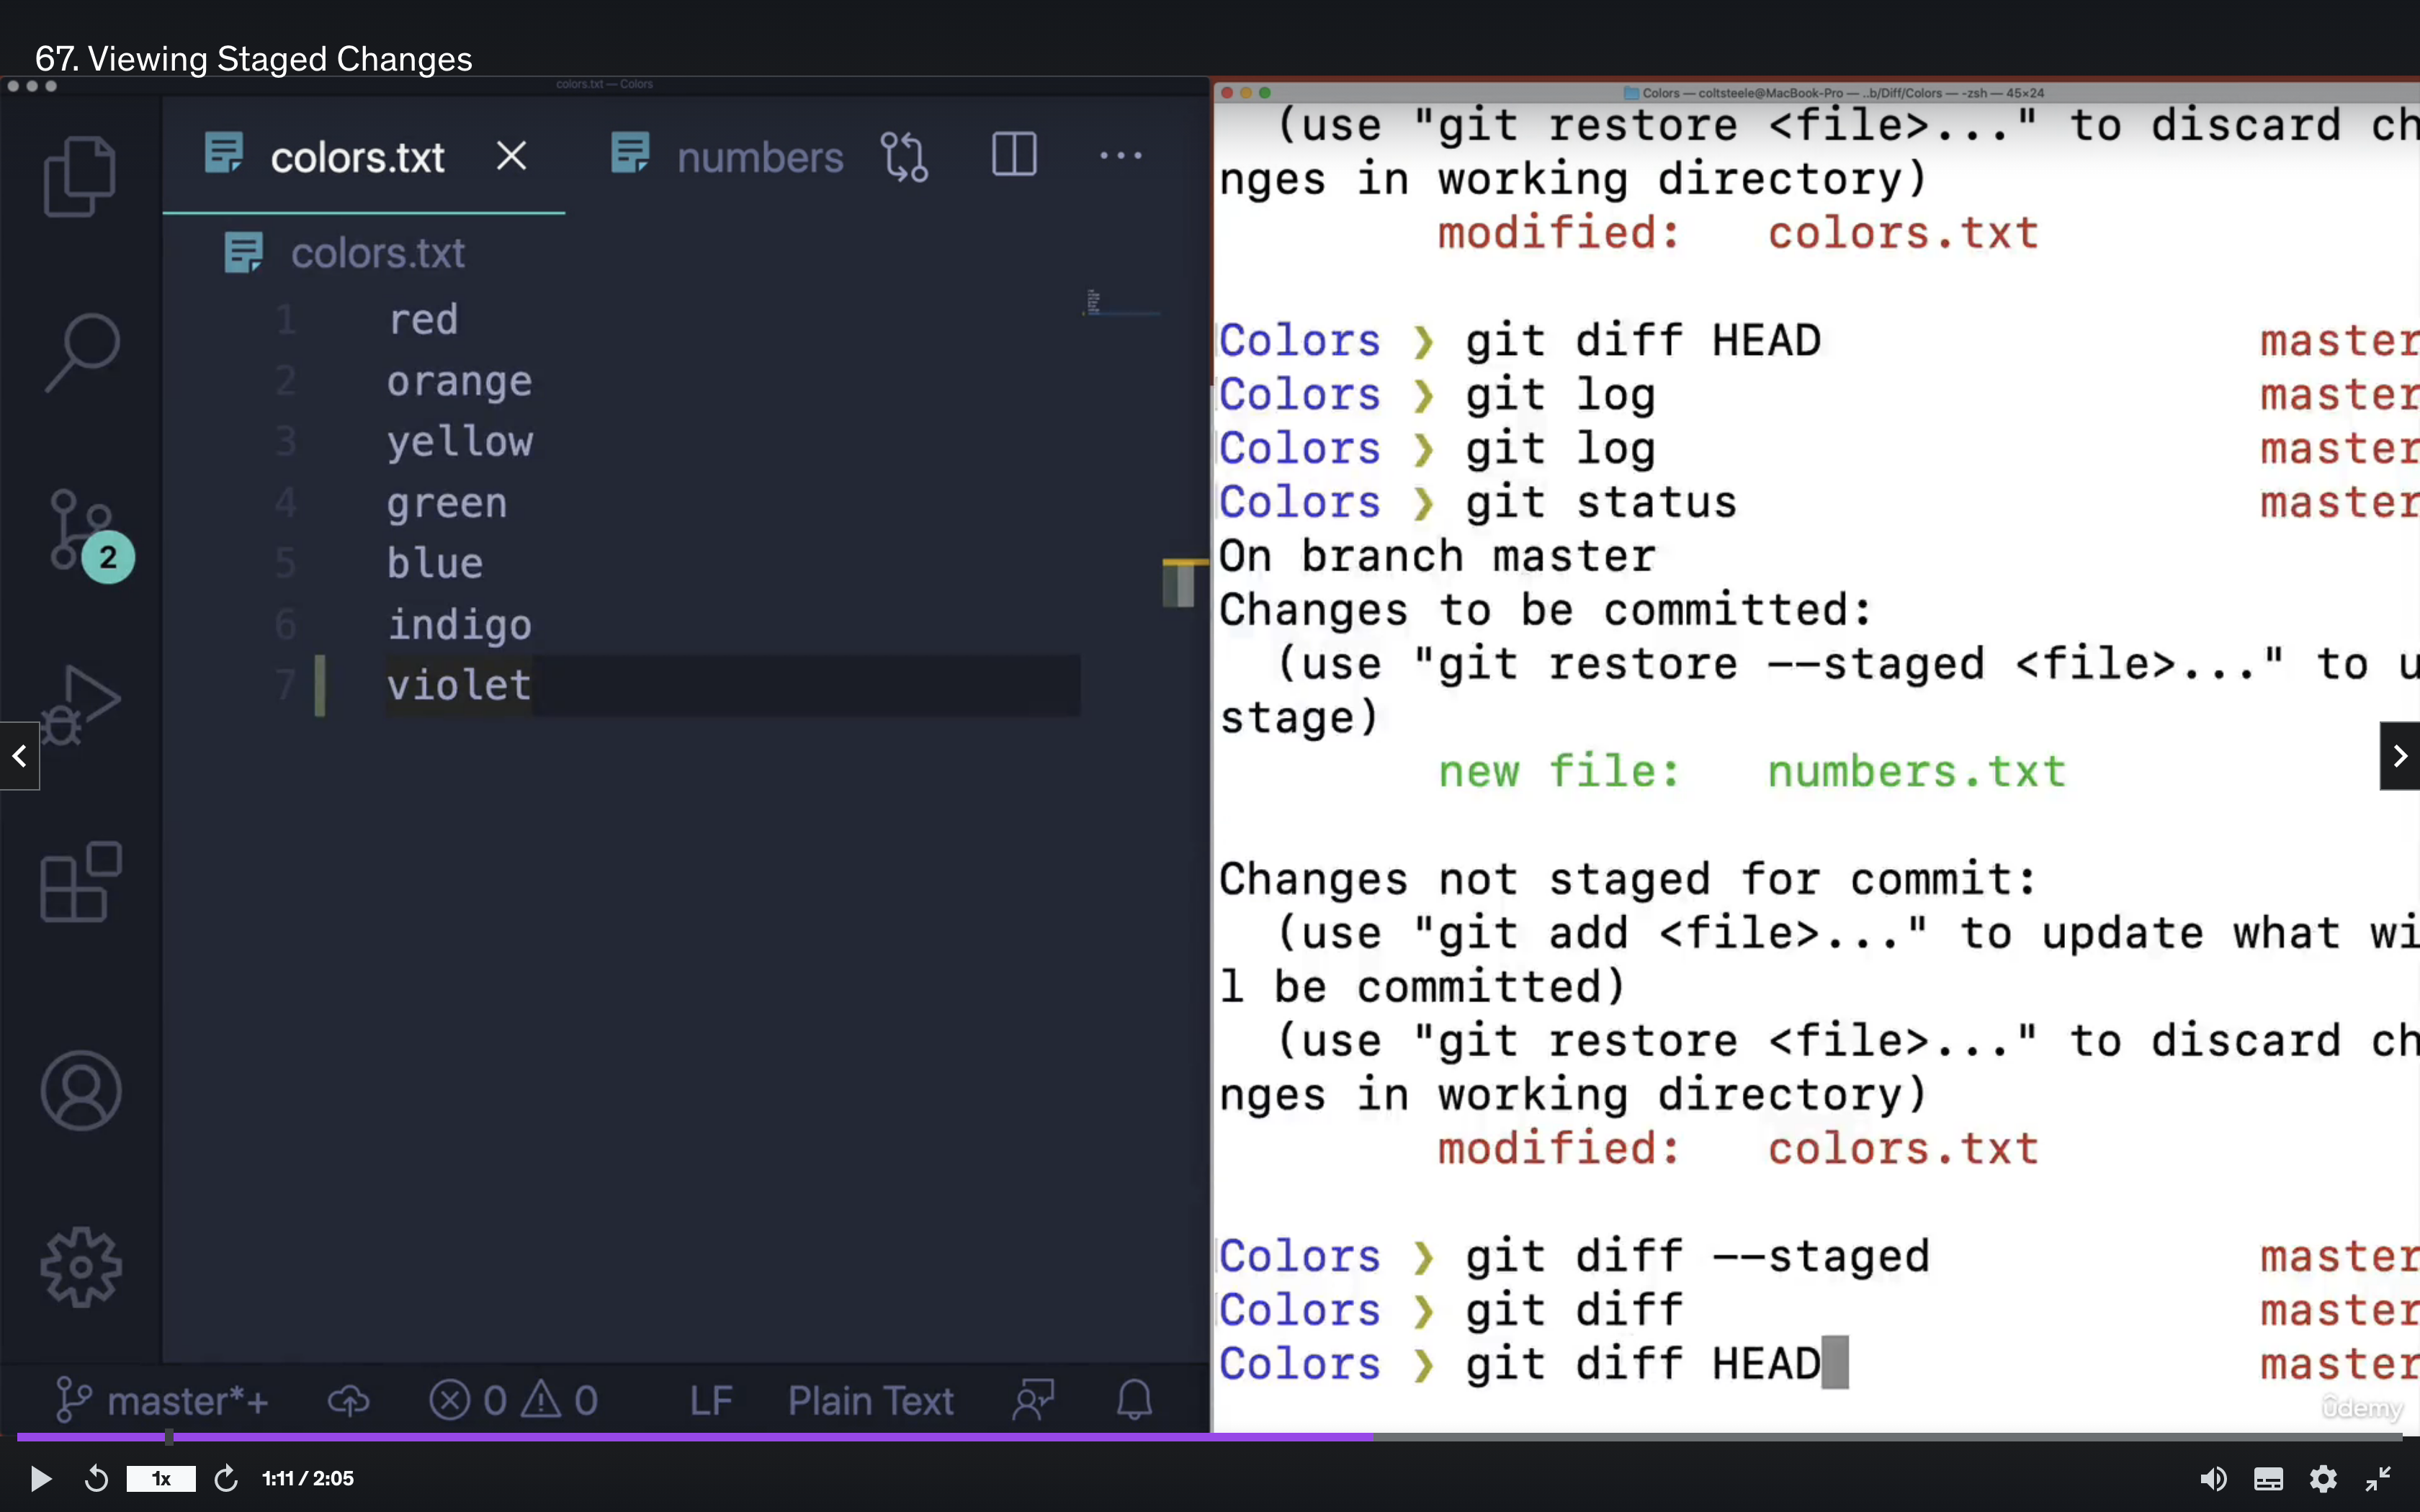 67. Viewing Staged Changes
colors.txt — Colors
colors.txt
numbers
colors.txt
1 red
2 orange
3 yellow
4 green
5 blue
6 indigo
7 violet
2
master*+
0
0
LF
Plain Text
Colors — coltsteele@MacBook-Pro — ..b/Diff/Colors — -zsh — 45×24
(use "git restore <file>..." to discard ch
nges in working directory)
modified: colors.txt
Colors ❯ git diff HEAD master
Colors ❯ git log master
Colors ❯ git log master
Colors ❯ git status master
On branch master
Changes to be committed:
(use "git restore --staged <file>..." to u
stage)
new file: numbers.txt
Changes not staged for commit:
(use "git add <file>..." to update what wi
l be committed)
(use "git restore <file>..." to discard ch
nges in working directory)
modified: colors.txt
Colors ❯ git diff --staged master
Colors ❯ git diff master
Colors ❯ git diff HEAD master
ûdemy
1x
1:11 / 2:05